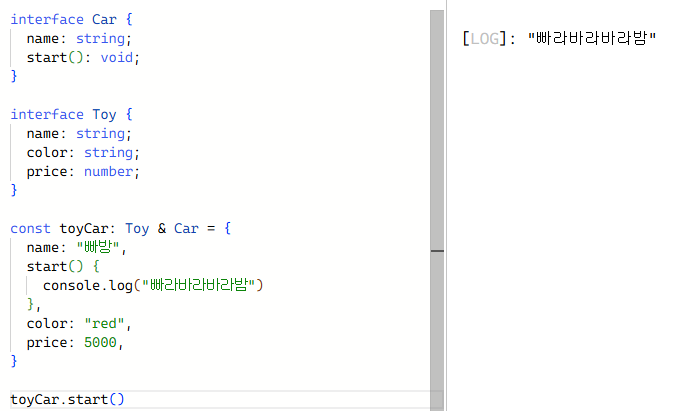 interface Car {
  name: string;
  start(): void;
}

interface Toy {
  name: string;
  color: string;
  price: number;
}

const toyCar: Toy & Car = {
  name: "빠방",
  start() {
    console.log("빠라바라바라밤")
  },
  color: "red",
  price: 5000,
}

toyCar.start()
[LOG]: "빠라바라바라밤"